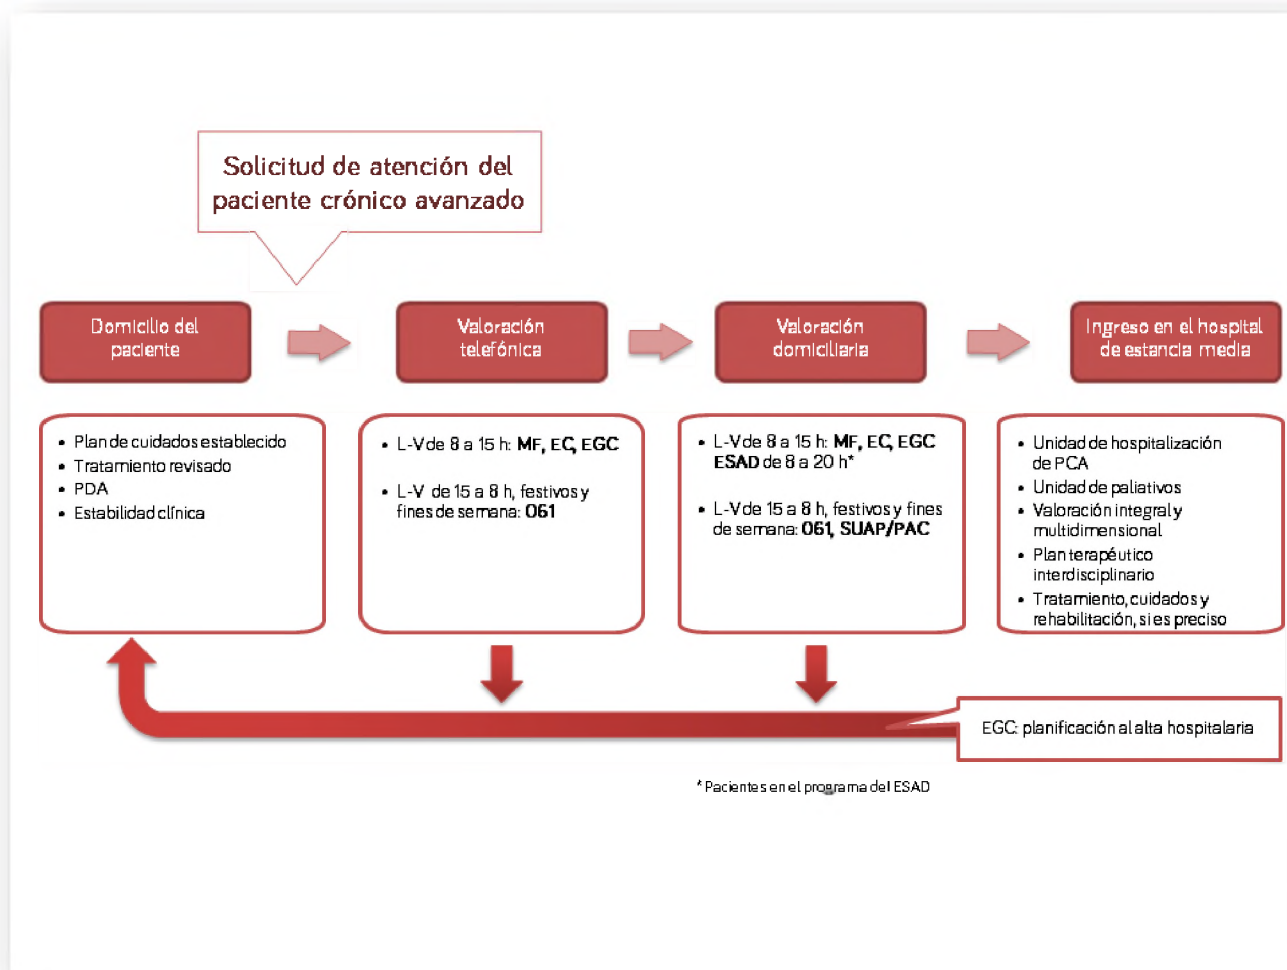 Solicitud de atención del
paciente crónico avanzado
Domicilio del
paciente
Valoración
telefónica
Valoración
domiciliaria
Ingreso en el hospital
de estancia media
• Plan de cuidados establecido
• Tratamiento revisado
• PDA
• Estabilidad clínica
• L-V de 8 a 15 h: MF, EC, EGC
• L-V de 15 a 8 h, festivos y
fines de semana: 061
• L-V de 8 a 15 h: MF, EC, EGC
ESAD de 8 a 20 h*
• L-V de 15 a 8 h, festivos y fines
de semana: 061, SUAP/PAC
• Unidad de hospitalización
de PCA
• Unidad de paliativos
• Valoración integral y
multidimensional
• Plan terapéutico
interdisciplinario
• Tratamiento, cuidados y
rehabilitación, si es preciso
EGC: planificación al alta hospitalaria
* Pacientes en el programa del ESAD